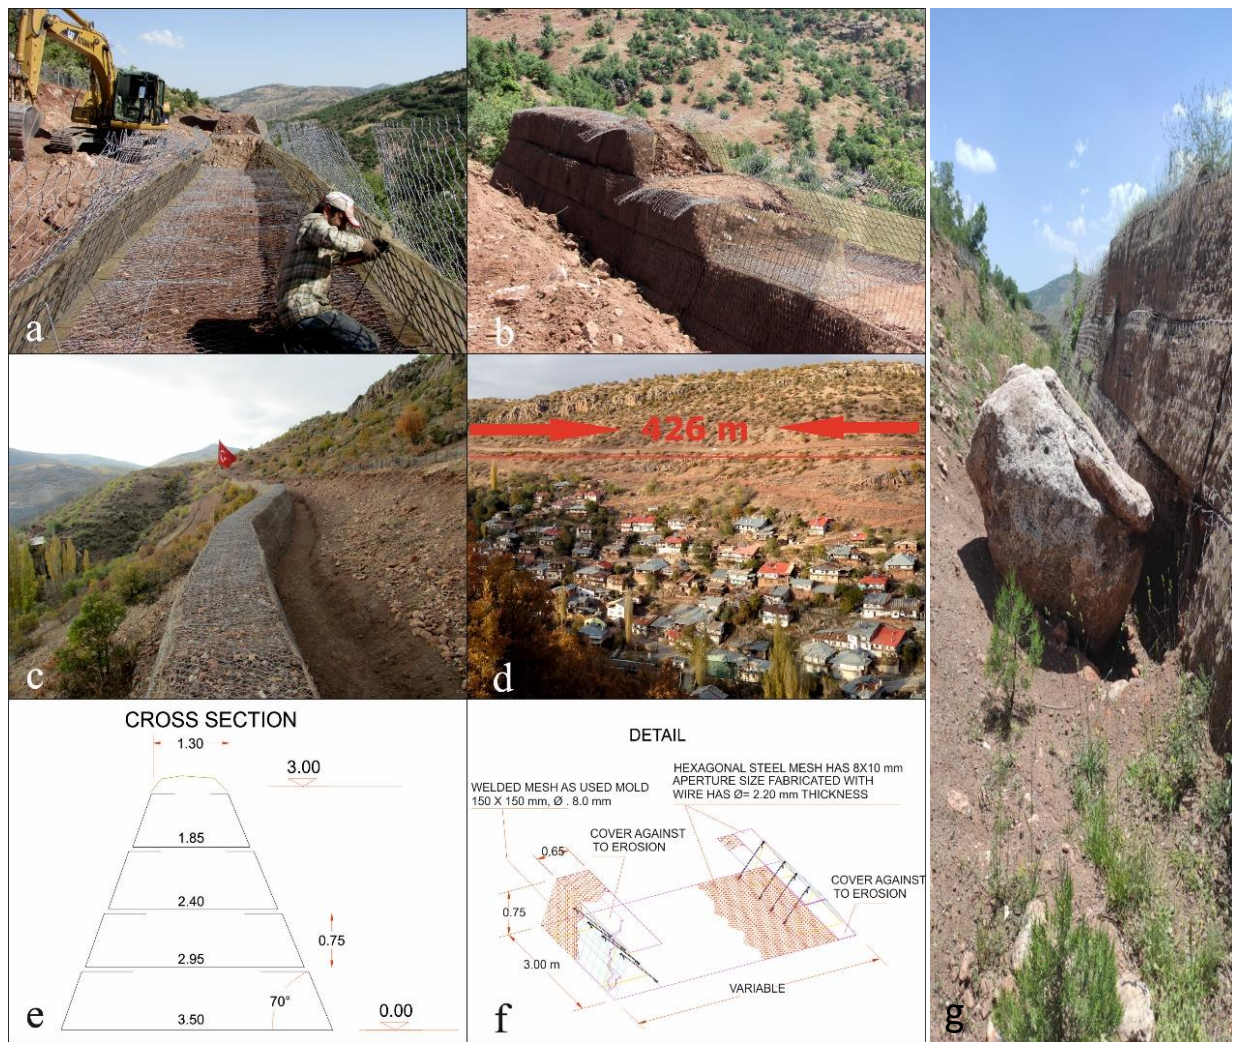 CAT
a
b
c
426 m
d
CROSS SECTION
1.30
3.00
1.85
2.40
0.75
2.95
70°
0.00
3.50
e
DETAIL
HEXAGONAL STEEL MESH HAS 8X10 mm
APERTURE SIZE FABRICATED WITH
WIRE HAS Ø= 2.20 mm THICKNESS
WELDED MESH AS USED MOLD
150 X 150 mm, Ø . 8.0 mm
COVER AGAINST
TO EROSION
0.65
COVER AGAINST
TO EROSION
0.75
3.00 m
VARIABLE
f
g